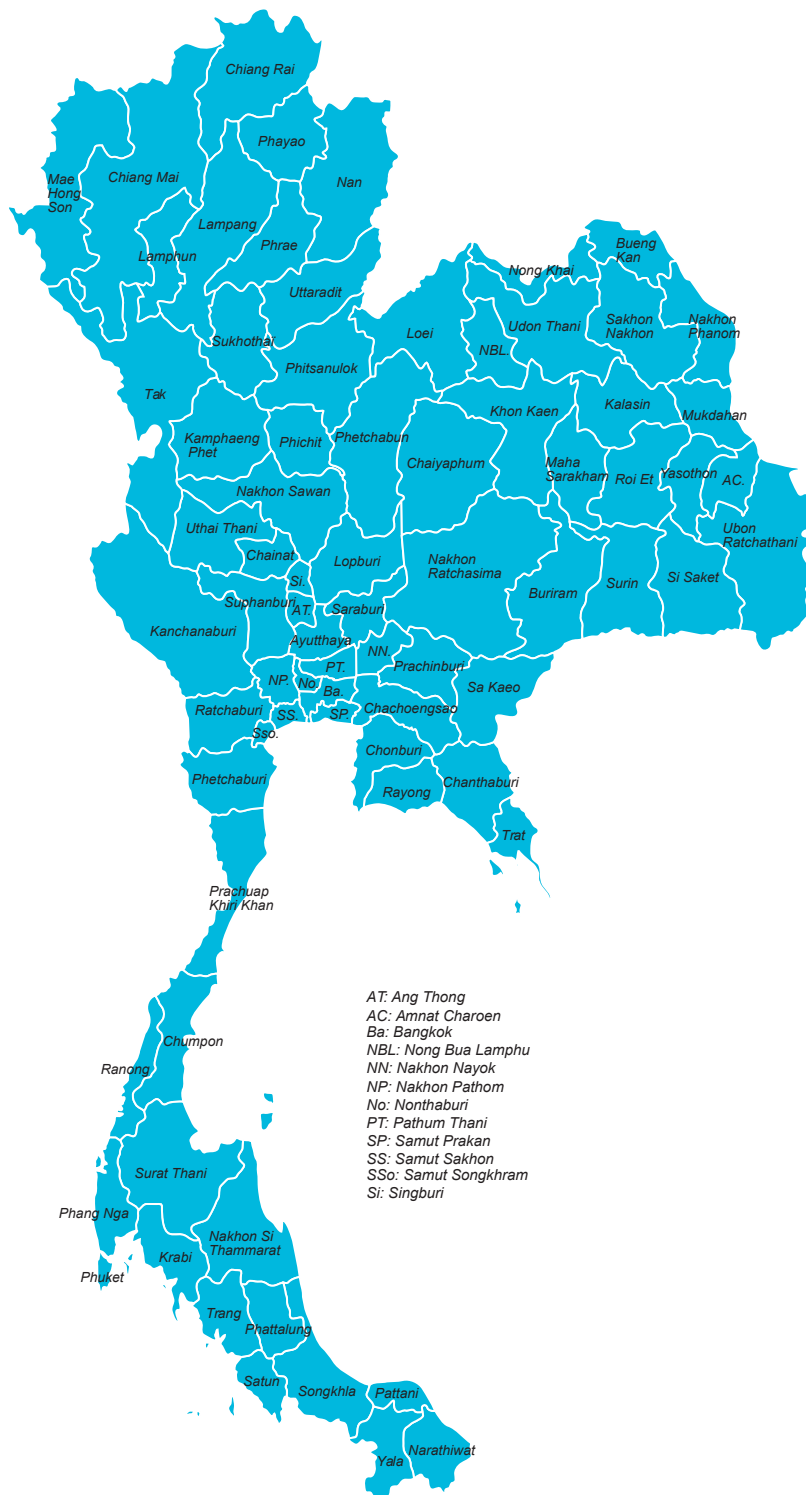 Chiang Rai
Phayao
Chiang Mai
Mae
Hong
Son
Nan
Lampang
Phrae
Lamphun
Bueng
Kan
Nong Khai
Uttaradit
Loei
Udon Thani
Sakhon
Nakhon
Nakhon
Phanom
Sukhothai
NBL.
Phitsanulok
Tak
Khon Kaen
Kalasin
Mukdahan
Kamphaeng
Phet
Phichit
Phetchabun
Chaiyaphum
Maha
Sarakham
Roi Et
Yasothon
AC.
Nakhon Sawan
Uthai Thani
Ubon
Ratchathani
Chainat
Lopburi
Nakhon
Ratchasima
Si Saket
Si.
Surin
Buriram
Suphanburi
AT.
Saraburi
Kanchanaburi
Ayutthaya
NN.
PT.
Prachinburi
NP.
No.
Ba.
Sa Kaeo
Ratchaburi
SS.
SP.
Chachoengsao
Sso.
Chonburi
Phetchaburi
Rayong
Chanthaburi
Trat
Prachuap
Khiri Khan
AT: Ang Thong
AC: Amnat Charoen
Ba: Bangkok
NBL: Nong Bua Lamphu
NN: Nakhon Nayok
NP: Nakhon Pathom
No: Nonthaburi
PT: Pathum Thani
SP: Samut Prakan
SS: Samut Sakhon
SSo: Samut Songkhram
Si: Singburi
Chumpon
Ranong
Surat Thani
Phang Nga
Nakhon Si
Thammarat
Krabi
Phuket
Trang
Phattalung
Satun
Songkhla
Pattani
Yala
Narathiwat